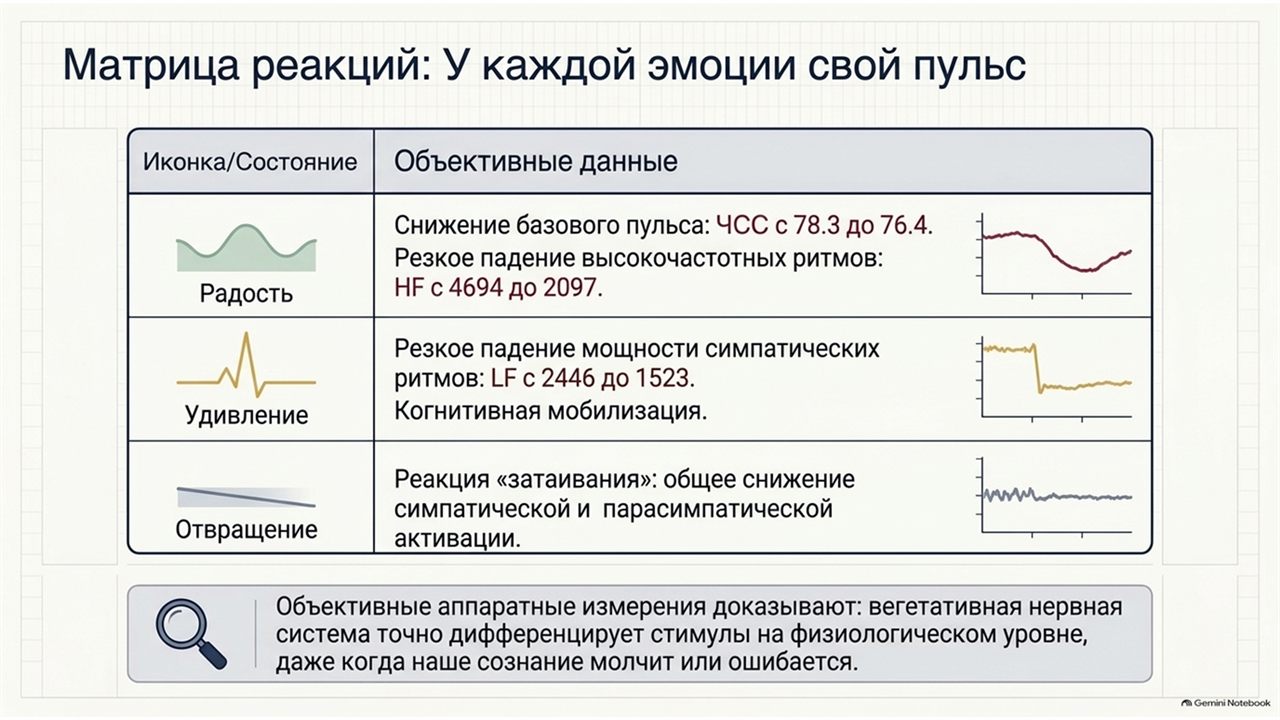 Матрица реакций: У каждой эмоции свой пульс
Иконка/Состояние
Объективные данные
Радость
Снижение базового пульса: ЧСС с 78.3 до 76.4.
Резкое падение высокочастотных ритмов:
HF с 4694 до 2097.
Удивление
Резкое падение мощности симпатических
ритмов: LF с 2446 до 1523.
Когнитивная мобилизация.
Отвращение
Реакция «затаивания»: общее снижение
симпатической и парасимпатической
активации.
Объективные аппаратные измерения доказывают: вегетативная нервная
система точно дифференцирует стимулы на физиологическом уровне,
даже когда наше сознание молчит или ошибается.
Gemini Notebook